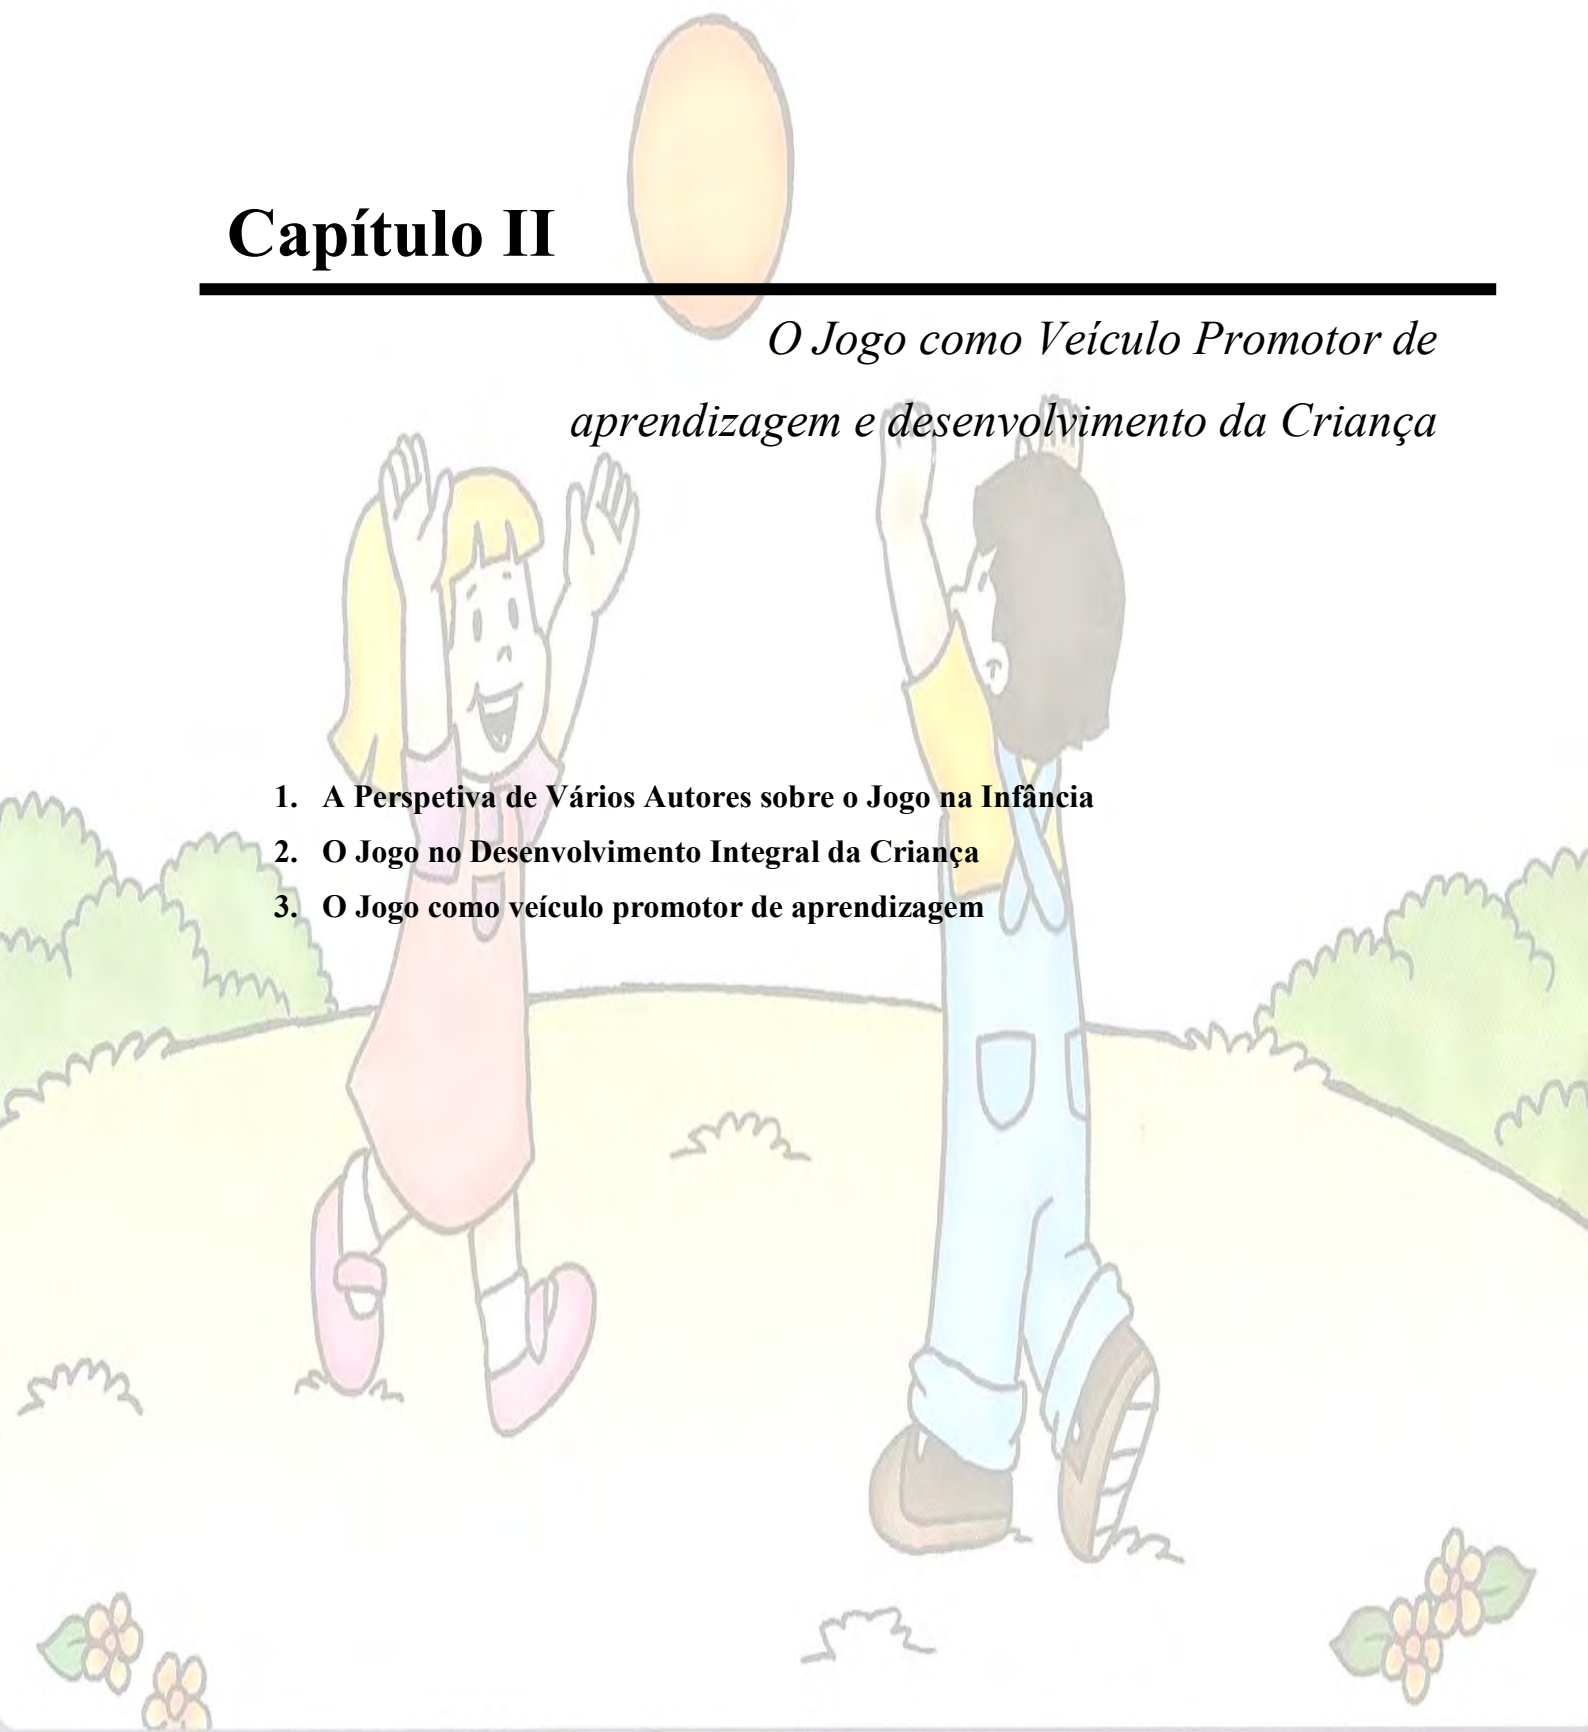 Capítulo II
O Jogo como Veículo Promotor de
aprendizagem e desenvolvimento da Criança
1. A Perspetiva de Vários Autores sobre o Jogo na Infância
2. O Jogo no Desenvolvimento Integral da Criança
3. O Jogo como veículo promotor de aprendizagem